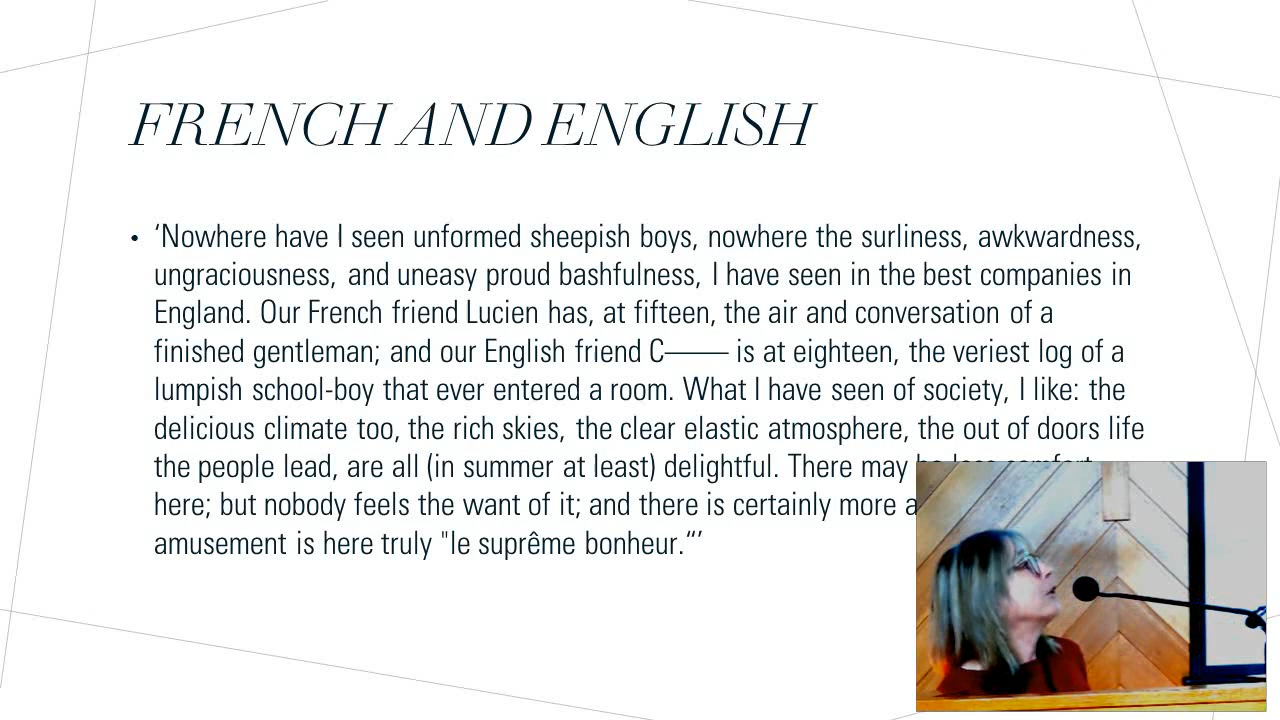 FRENCH AND ENGLISH
• ‘Nowhere have I seen unformed sheepish boys, nowhere the surliness, awkwardness,
ungraciousness, and uneasy proud bashfulness, I have seen in the best companies in
England. Our French friend Lucien has, at fifteen, the air and conversation of a
finished gentleman; and our English friend C—— is at eighteen, the veriest log of a
lumpish school-boy that ever entered a room. What I have seen of society, I like: the
delicious climate too, the rich skies, the clear elastic atmosphere, the out of doors life
the people lead, are all (in summer at least) delightful. There may
here; but nobody feels the want of it; and there is certainly more
amusement is here truly "le suprême bonheur.“’